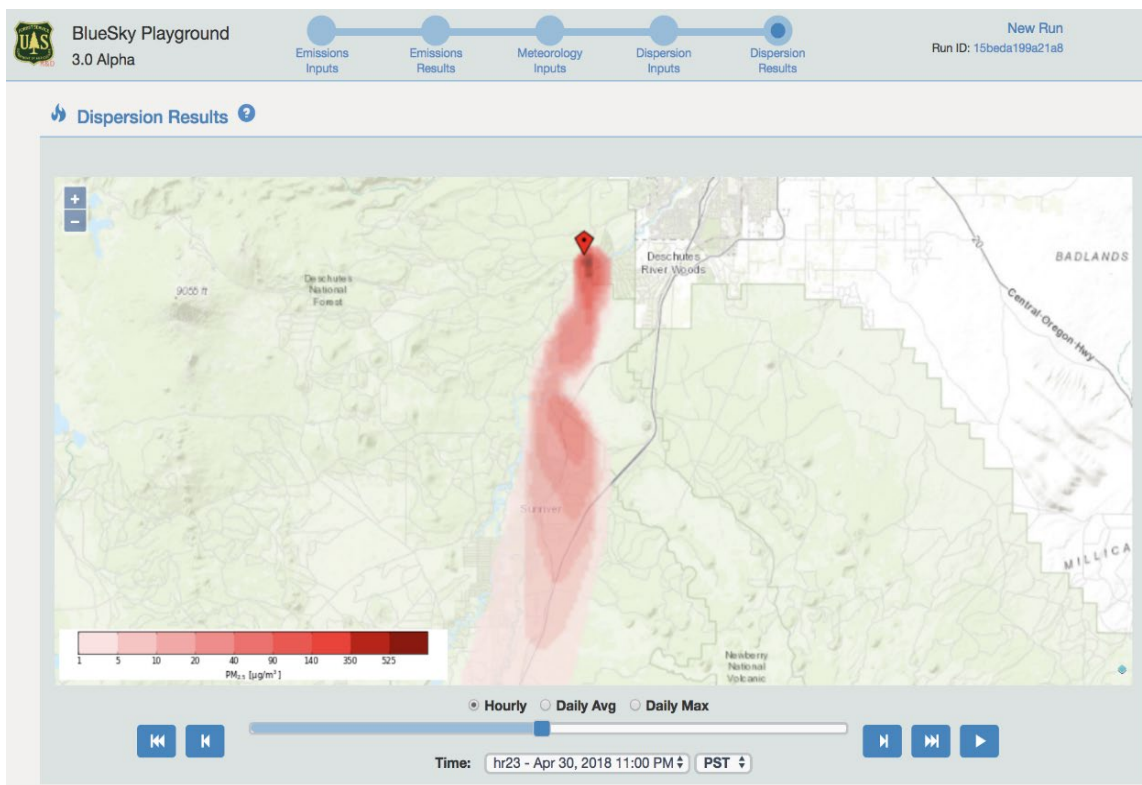 BlueSky Playground
3.0 Alpha
Emissions
Inputs
Emissions
Results
Meteorology
Inputs
Dispersion
Inputs
Dispersion
Results
New Run
Run ID: 15beda199a21a8
UAS
Dispersion Results ?
+
−
Deschutes
National
Forest
9055 ft
Deschutes
River Woods
20
BADLANDS
Central-Oregon-Hwy
MILLICA
Sunriver
Newberry
National
Volcanic
1 5 10 20 40 90 140 350 525
PM2.5 [µg/m³]
Hourly Daily Avg Daily Max
Time: hr23 - Apr 30, 2018 11:00 PM PST